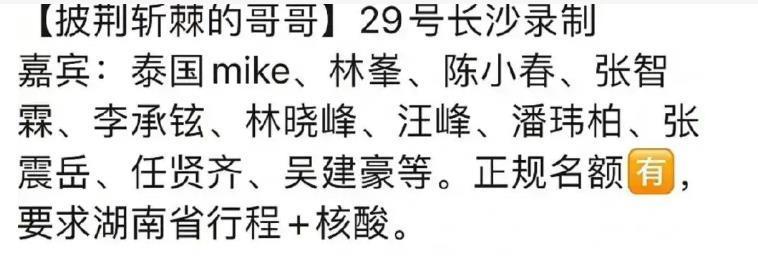 【披荆斩棘的哥哥】29号长沙录制
嘉宾：泰国mike、林峯、陈小春、张智
霖、李承铉、林晓峰、汪峰、潘玮柏、张
震岳、任贤齐、吴建豪等。正规名额🈶，
要求湖南省行程+核酸。